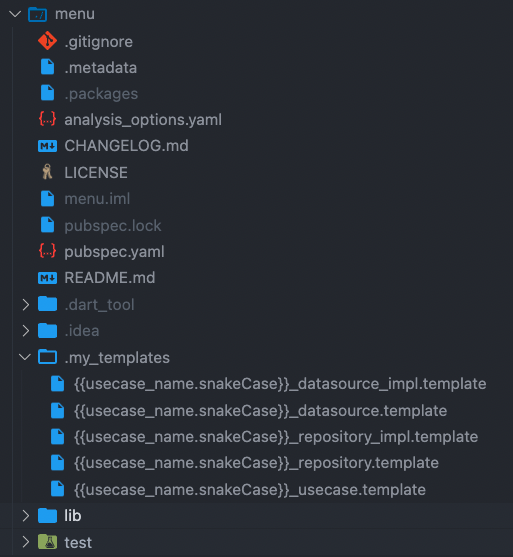 menu
.gitignore
.metadata
.packages
analysis_options.yaml
CHANGELOG.md
LICENSE
menu.iml
pubspec.lock
pubspec.yaml
README.md
.dart_tool
.idea
.my_templates
{{usecase_name.snakeCase}}_datasource_impl.template
{{usecase_name.snakeCase}}_datasource.template
{{usecase_name.snakeCase}}_repository_impl.template
{{usecase_name.snakeCase}}_repository.template
{{usecase_name.snakeCase}}_usecase.template
lib
test